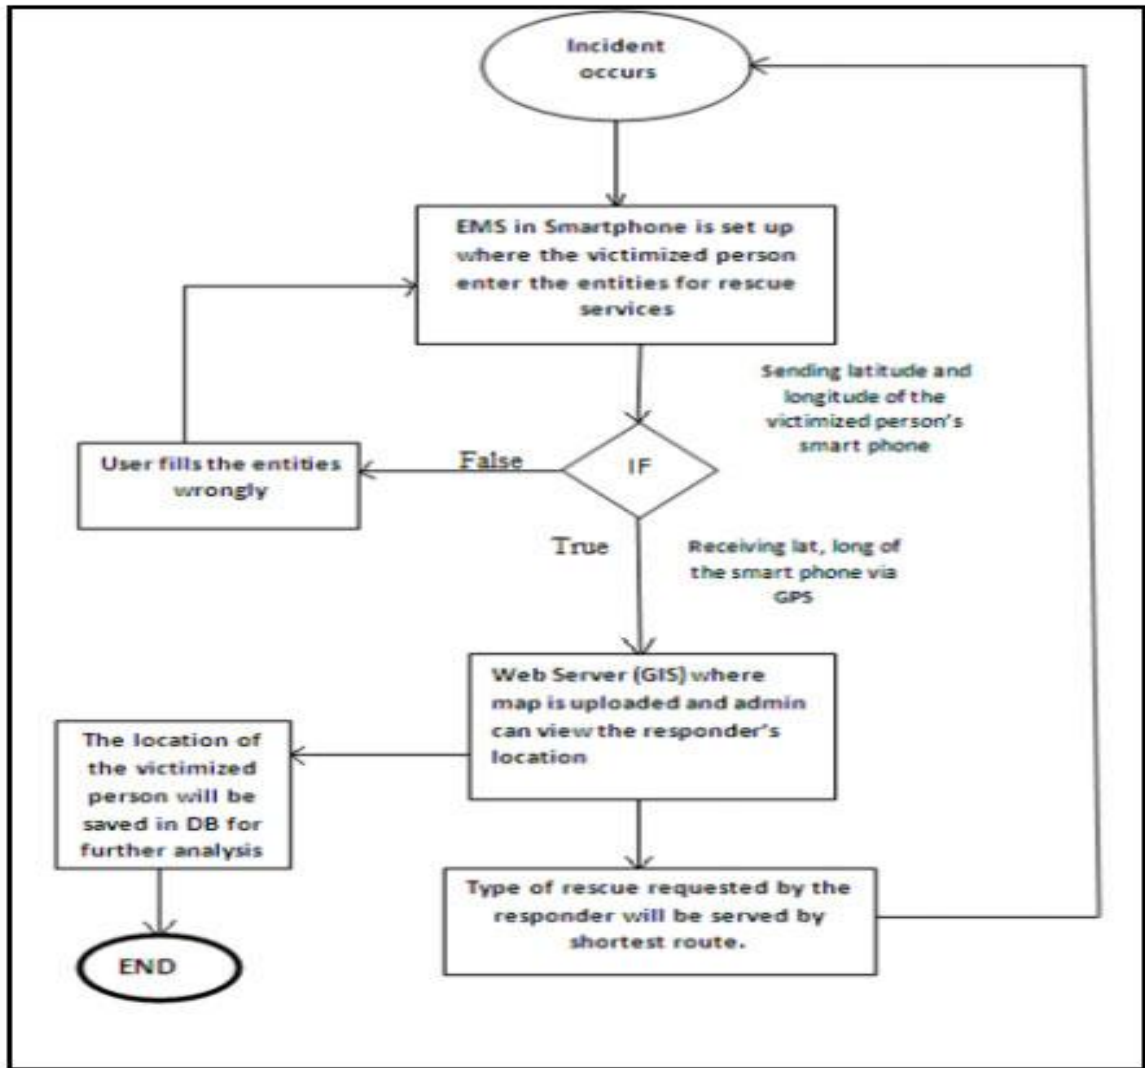 Incident
occurs
EMS in Smartphone is set up
where the victimized person
enter the entities for rescue
services
Sending latitude and
longitude of the
victimized person's
smart phone
IF
False
User fills the entities
wrongly
True
Receiving lat, long of
the smart phone via
GPS
Web Server (GIS) where
map is uploaded and admin
can view the responder's
location
The location of
the victimized
person will be
saved in DB for
further analysis
Type of rescue requested by the
responder will be served by
shortest route.
END